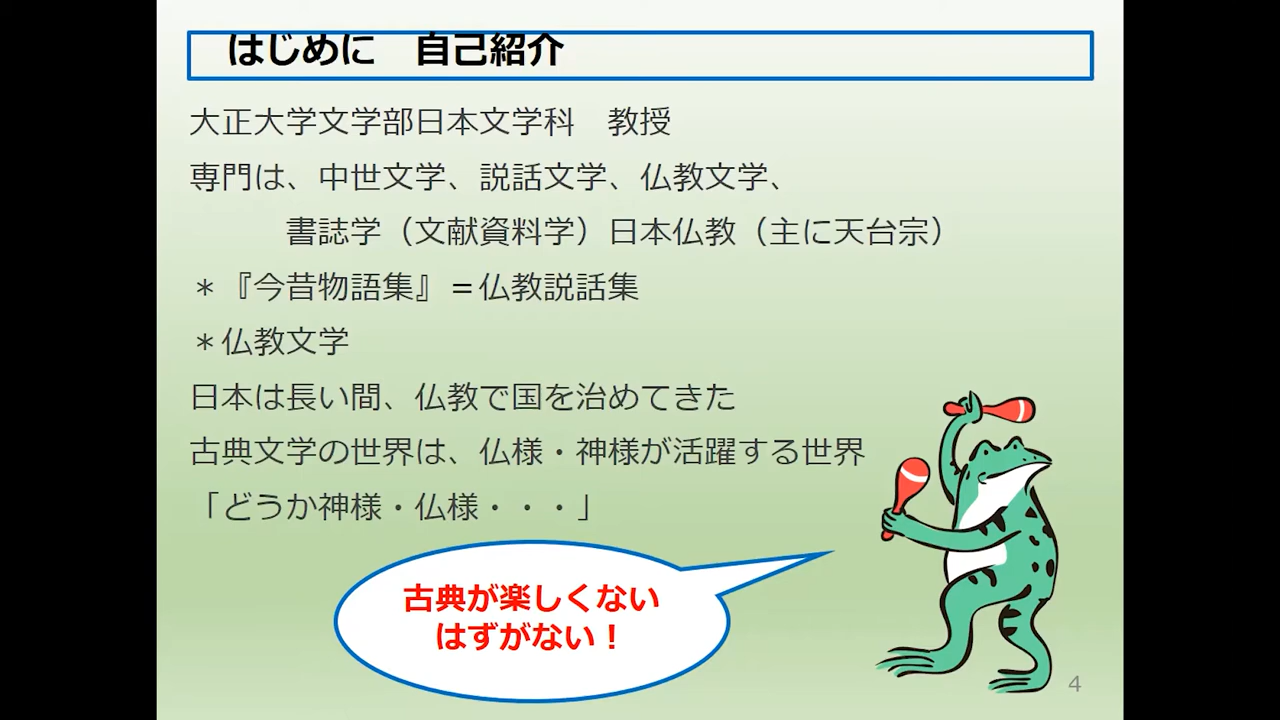 はじめに　自己紹介
大正大学文学部日本文学科　教授
専門は、中世文学、説話文学、仏教文学、
書誌学（文献資料学）日本仏教（主に天台宗）
＊『今昔物語集』＝仏教説話集
＊仏教文学
日本は長い間、仏教で国を治めてきた
古典文学の世界は、仏様・神様が活躍する世界
「どうか神様・仏様・・・」
古典が楽しくない
はずがない！
4